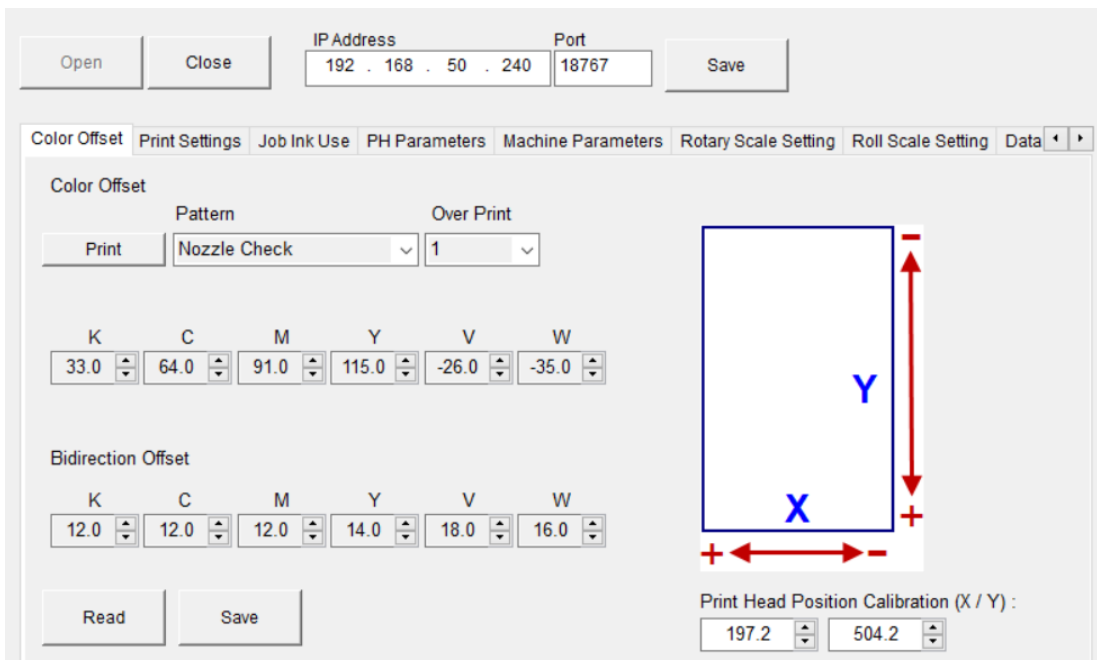 IP Address Port
Open Close 192 . 168 . 50 . 240 18767 Save
Color Offset Print Settings Job Ink Use PH Parameters Machine Parameters Rotary Scale Setting Roll Scale Setting Data
Color Offset
Pattern Over Print
Print Nozzle Check 1
K C M Y V W
33.0 64.0 91.0 115.0 -26.0 -35.0
Bidirection Offset
K C M Y V W
12.0 12.0 12.0 14.0 18.0 16.0
Read Save
−
Y
X
+
+ −
Print Head Position Calibration (X / Y) :
197.2 504.2